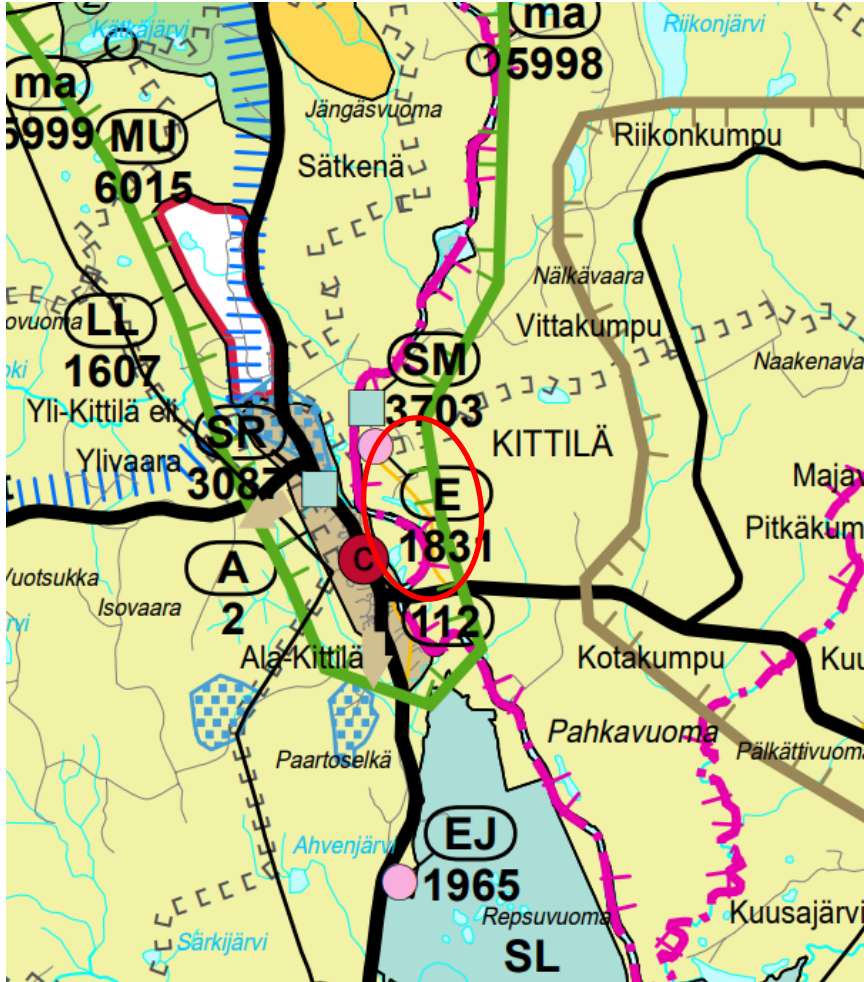 ma
Kätkäjärvi
Riikonjärvi
5998
ma
5999
MU
6015
Jängäsvuoma
Sätkenä
Riikonkumpu
Nälkävaara
Vittakumpu
LL
1607
SM
3703
Naakenava
Yli-Kittilä eli
Ylivaara
SR
3087
KITTILÄ
E
1831
Majav
Pitkäkum
C
Vuotsukka
Isovaara
A
2
112
Ala-Kittilä
Kotakumpu
Kuu
Pahkavuoma
Pälkättivuoma
Paartoselkä
Ahvenjärvi
EJ
1965
Repsuvuoma
Kuusajärvi
Särkijärvi
SL